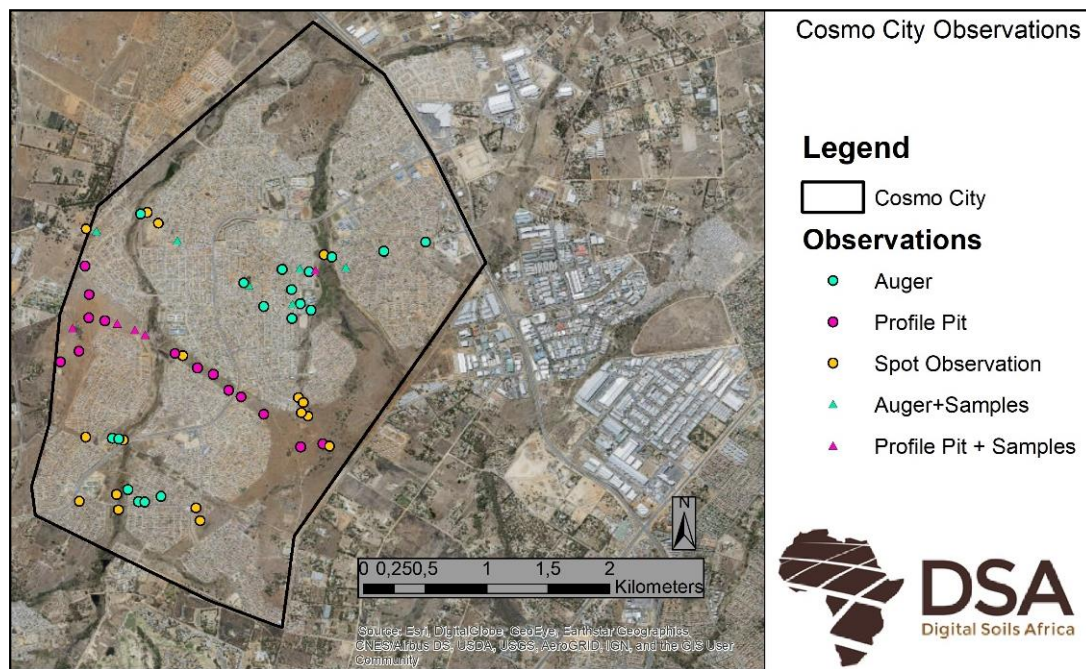 Cosmo City Observations
Legend
Cosmo City
Observations
Auger
Profile Pit
Spot Observation
Auger+Samples
Profile Pit + Samples
N
0 0,250,5 1 1,5 2
Kilometers
Source: Esri, DigitalGlobe, GeoEye, Earthstar Geographics,
CNES/Airbus DS, USDA, USGS, AeroGRID, IGN, and the GIS User
Community
DSA
Digital Soils Africa